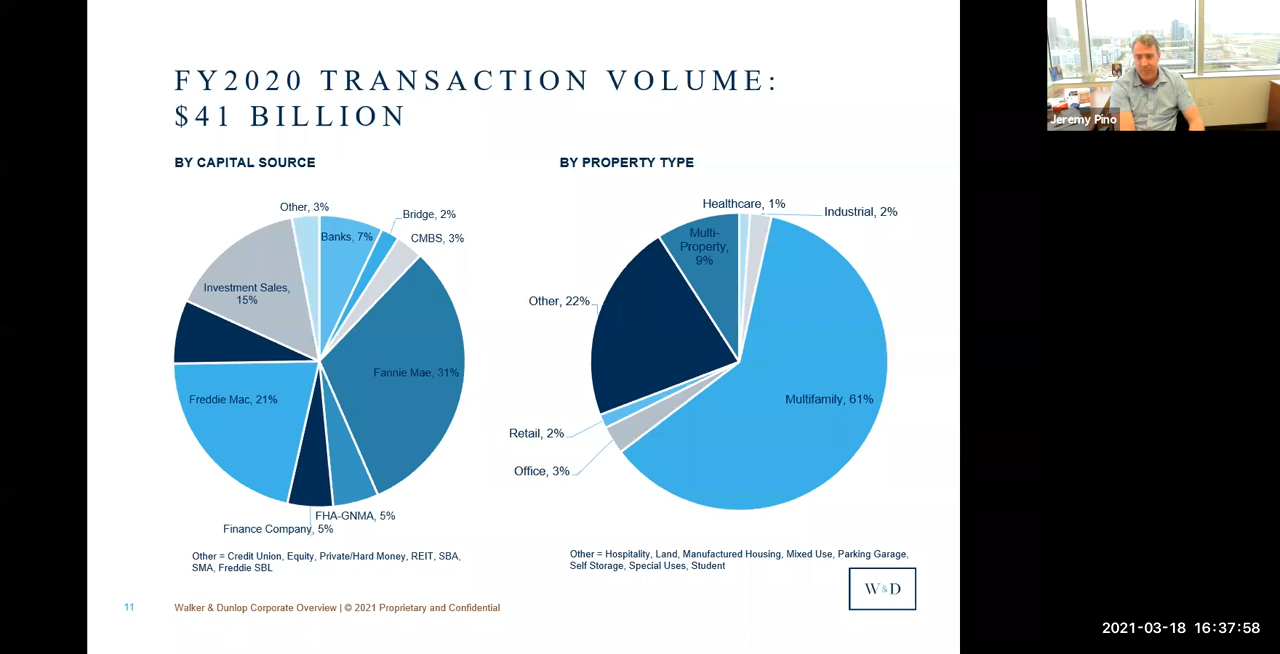 FY2020 TRANSACTION VOLUME:
$41 BILLION
BY CAPITAL SOURCE
Other, 3%
Banks, 7%
Bridge, 2%
CMBS, 3%
Investment Sales,
15%
Fannie Mae, 31%
Freddie Mac, 21%
FHA-GNMA, 5%
Finance Company, 5%
Other = Credit Union, Equity, Private/Hard Money, REIT, SBA,
SMA, Freddie SBL
BY PROPERTY TYPE
Healthcare, 1%
Industrial, 2%
Multi-
Property,
9%
Other, 22%
Multifamily, 61%
Retail, 2%
Office, 3%
Other = Hospitality, Land, Manufactured Housing, Mixed Use, Parking Garage,
Self Storage, Special Uses, Student
W&D
11
Walker & Dunlop Corporate Overview | © 2021 Proprietary and Confidential
Jeremy Pino
2021-03-18 16:37:58